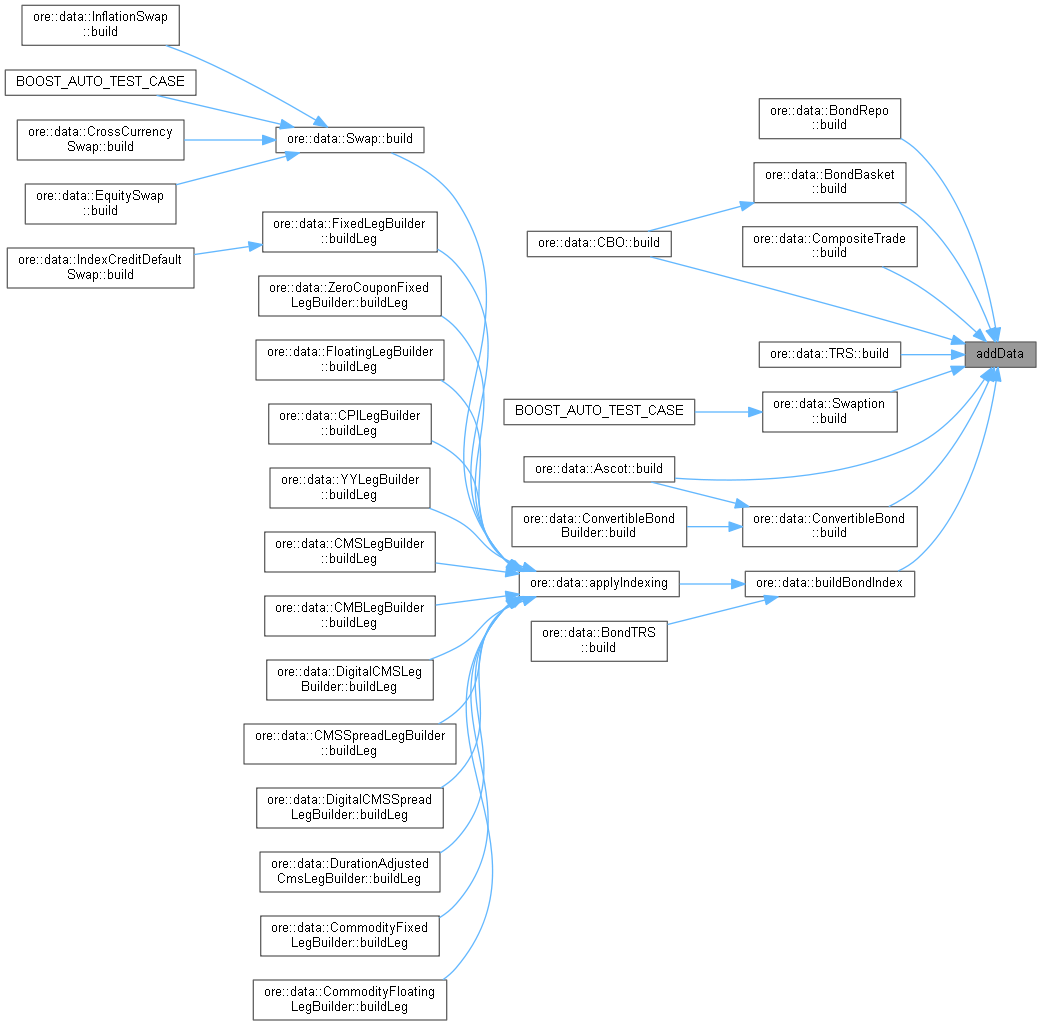 ore::data::InflationSwap
::build
BOOST_AUTO_TEST_CASE
ore::data::CrossCurrency
Swap::build
ore::data::EquitySwap
::build
ore::data::IndexCreditDefault
Swap::build
ore::data::Swap::build
ore::data::FixedLegBuilder
::buildLeg
ore::data::ZeroCouponFixed
LegBuilder::buildLeg
ore::data::FloatingLegBuilder
::buildLeg
ore::data::CPILegBuilder
::buildLeg
ore::data::YYLegBuilder
::buildLeg
ore::data::CMSLegBuilder
::buildLeg
ore::data::CMBLegBuilder
::buildLeg
ore::data::DigitalCMSLeg
Builder::buildLeg
ore::data::CMSSpreadLegBuilder
::buildLeg
ore::data::DigitalCMSSpread
LegBuilder::buildLeg
ore::data::DurationAdjusted
CmsLegBuilder::buildLeg
ore::data::CommodityFixed
LegBuilder::buildLeg
ore::data::CommodityFloating
LegBuilder::buildLeg
ore::data::CBO::build
BOOST_AUTO_TEST_CASE
ore::data::Ascot::build
ore::data::ConvertibleBond
Builder::build
ore::data::applyIndexing
ore::data::BondTRS
::build
ore::data::BondRepo
::build
ore::data::BondBasket
::build
ore::data::CompositeTrade
::build
ore::data::TRS::build
ore::data::Swaption
::build
ore::data::ConvertibleBond
::build
ore::data::buildBondIndex
addData